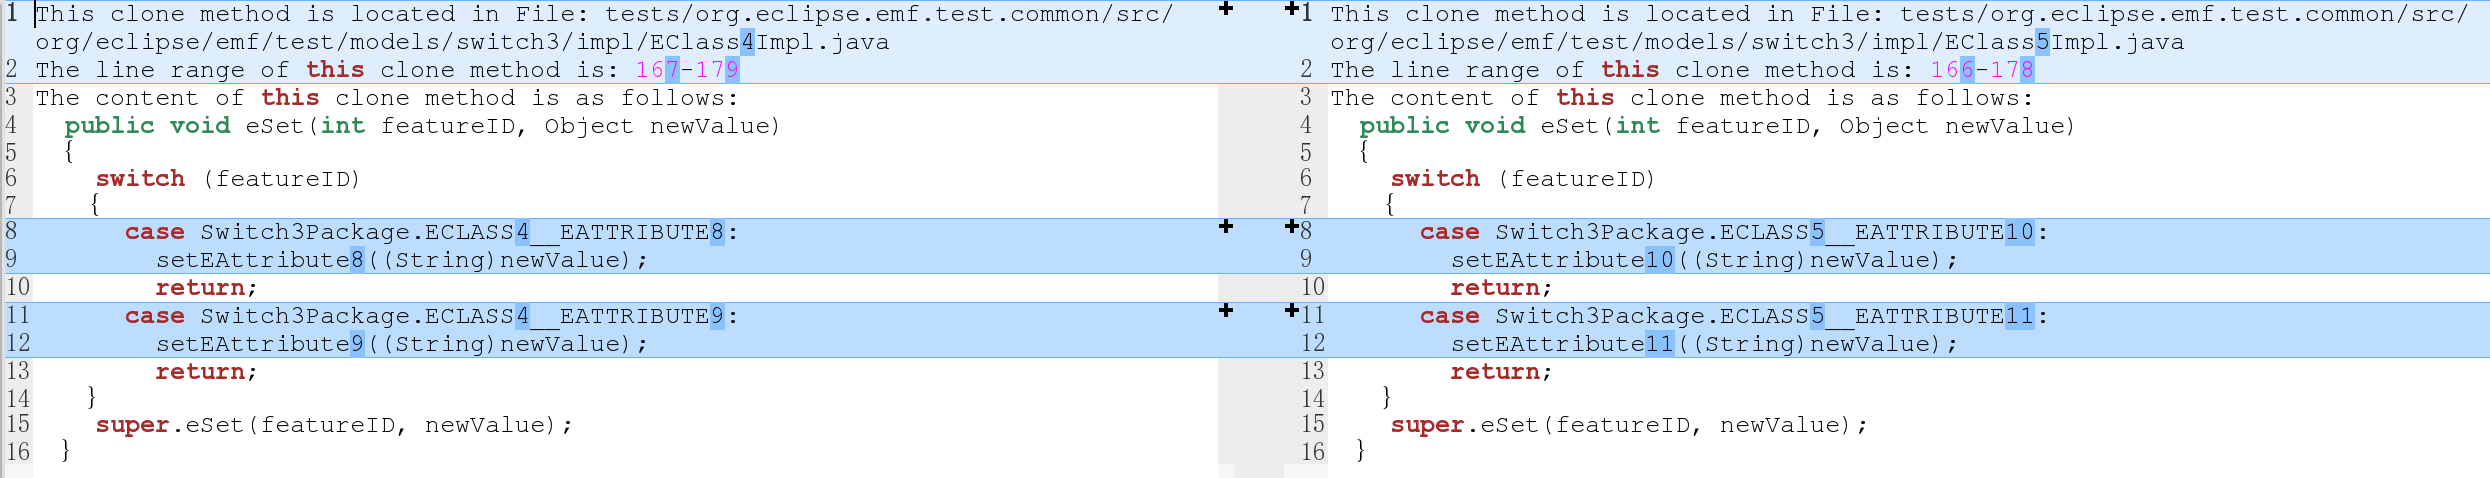 1 This clone method is located in File: tests/org.eclipse.emf.test.common/src/
org/eclipse/emf/test/models/switch3/impl/EClass4Impl.java
2 The line range of this clone method is: 167-179
3 The content of this clone method is as follows:
4 public void eSet(int featureID, Object newValue)
5 {
6 switch (featureID)
7 {
8 case Switch3Package.ECLASS4__EATTRIBUTE8:
9 setEAttribute8((String)newValue);
10 return;
11 case Switch3Package.ECLASS4__EATTRIBUTE9:
12 setEAttribute9((String)newValue);
13 return;
14 }
15 super.eSet(featureID, newValue);
16 }
1 This clone method is located in File: tests/org.eclipse.emf.test.common/src/
org/eclipse/emf/test/models/switch3/impl/EClass5Impl.java
2 The line range of this clone method is: 166-178
3 The content of this clone method is as follows:
4 public void eSet(int featureID, Object newValue)
5 {
6 switch (featureID)
7 {
8 case Switch3Package.ECLASS5__EATTRIBUTE10:
9 setEAttribute10((String)newValue);
10 return;
11 case Switch3Package.ECLASS5__EATTRIBUTE11:
12 setEAttribute11((String)newValue);
13 return;
14 }
15 super.eSet(featureID, newValue);
16 }